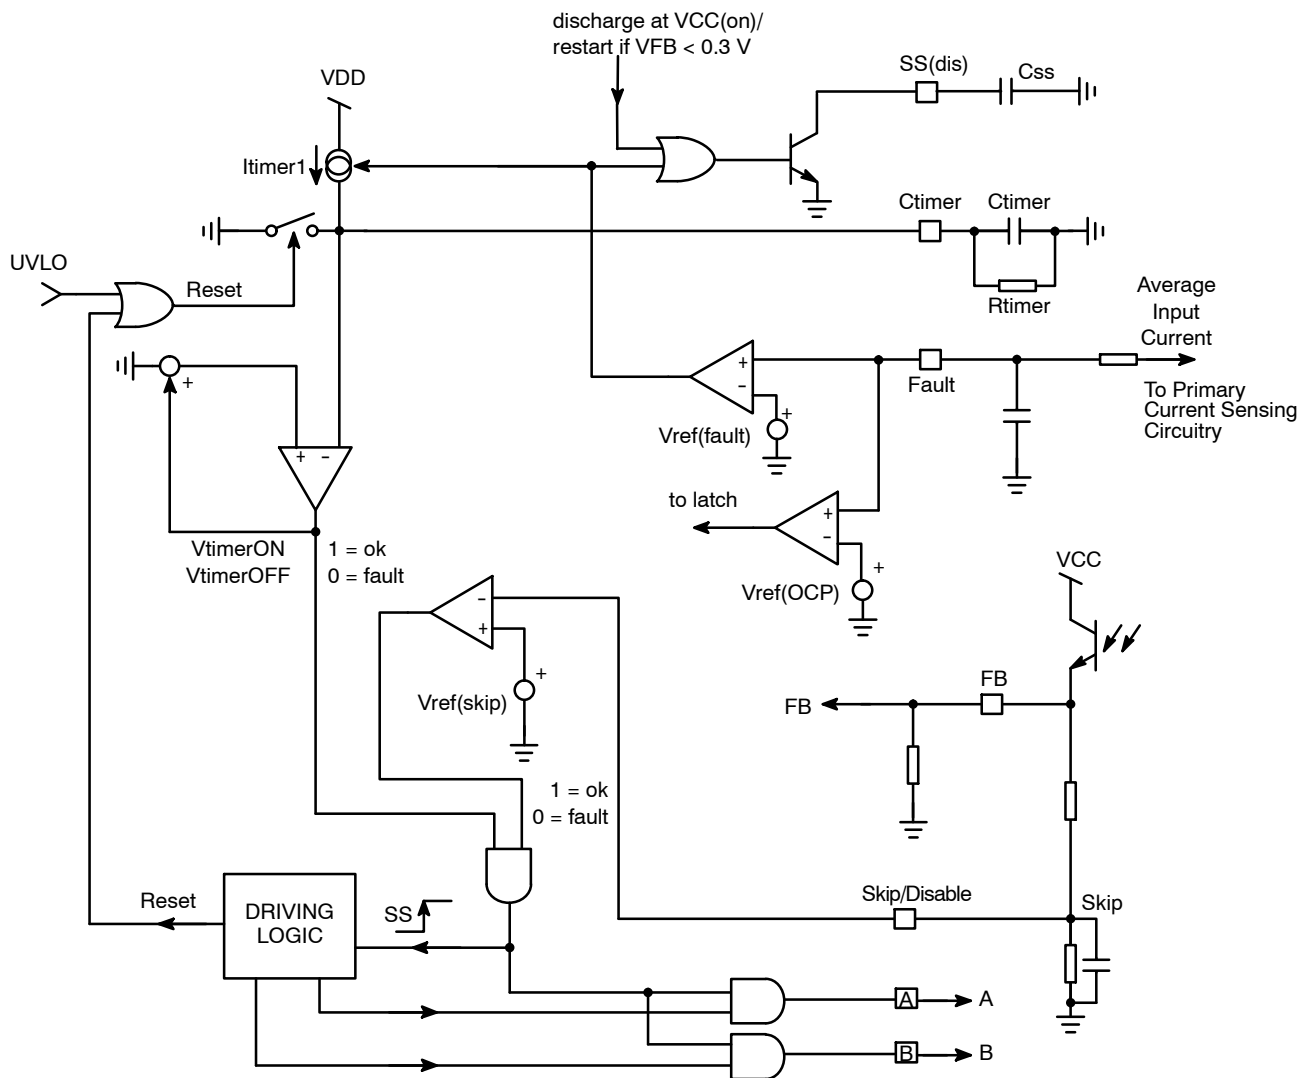 discharge at VCC(on)/
restart if VFB < 0.3 V
SS(dis)
Css
VDD
Itimer1
Ctimer
Ctimer
Rtimer
UVLO
Reset
Average
Input
Current
+
+
-
+
Fault
To Primary
Current Sensing
Circuitry
Vref(fault)
+ -
to latch
+
-
+
VtimerON
VtimerOFF
1 = ok
0 = fault
Vref(OCP)
VCC
-
+
+
Vref(skip)
FB
FB
1 = ok
0 = fault
Skip/Disable
Skip
Reset
DRIVING
LOGIC
SS
A
A
B
B